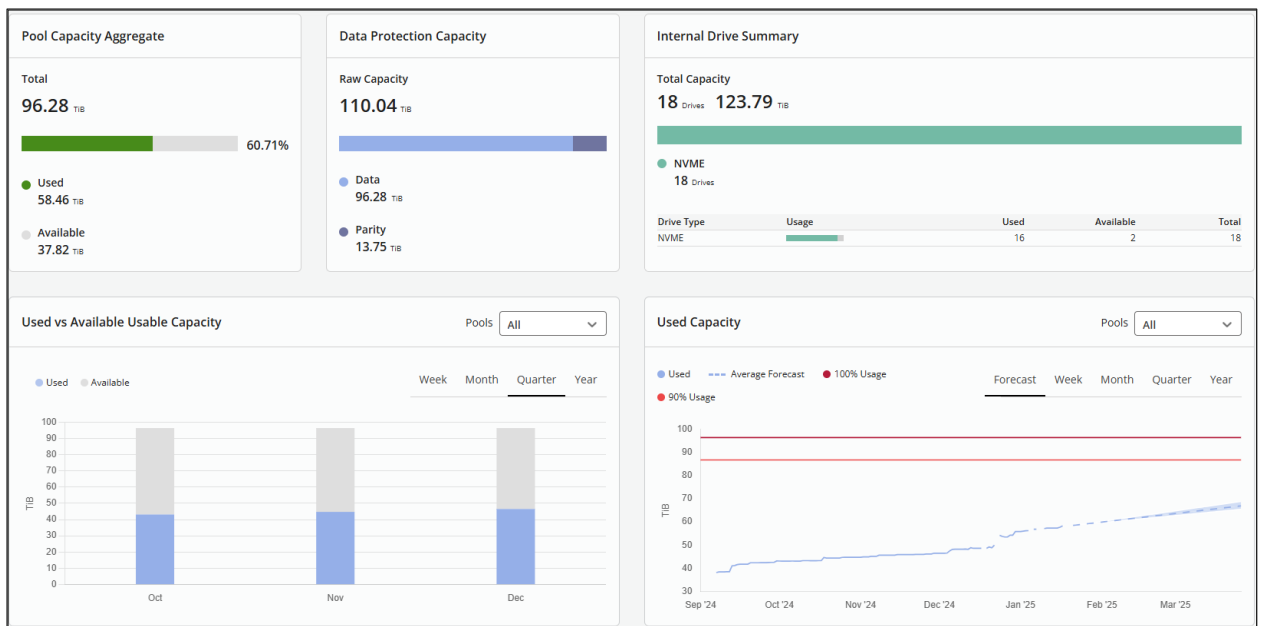 Pool Capacity Aggregate
Total
96.28 TiB
60.71%
Used
58.46 TiB
Available
37.82 TiB
Data Protection Capacity
Raw Capacity
110.04 TiB
Data
96.28 TiB
Parity
13.75 TiB
Internal Drive Summary
Total Capacity
18 Drives 123.79 TiB
NVME
18 Drives
Drive Type Usage Used Available Total
NVME 16 2 18
Used vs Available Usable Capacity
Pools All
Used Available
Week Month Quarter Year
100
90
80
70
60
50
40
30
20
10
0
TiB
Oct Nov Dec
Used Capacity
Pools All
Used Average Forecast 100% Usage
90% Usage
Forecast Week Month Quarter Year
100
90
80
70
60
50
40
30
TiB
Sep '24 Oct '24 Nov '24 Dec '24 Jan '25 Feb '25 Mar '25